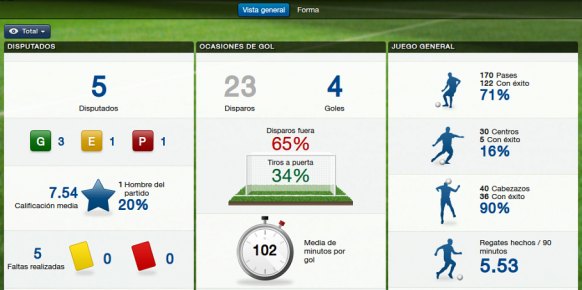 Vista general
Forma
Total
DISPUTADOS
5
Disputados
G 3 E 1 P 1
7.54
Calificación media
1 Hombre del
partido
20%
5
Faltas realizadas
0
0
OCASIONES DE GOL
23
Disparos
4
Goles
Disparos fuera
65%
Tiros a puerta
34%
102
Media de
minutos por
gol
JUEGO GENERAL
170 Pases
122 Con éxito
71%
30 Centros
5 Con éxito
16%
40 Cabezazos
36 Con éxito
90%
Regates hechos / 90
minutos
5.53